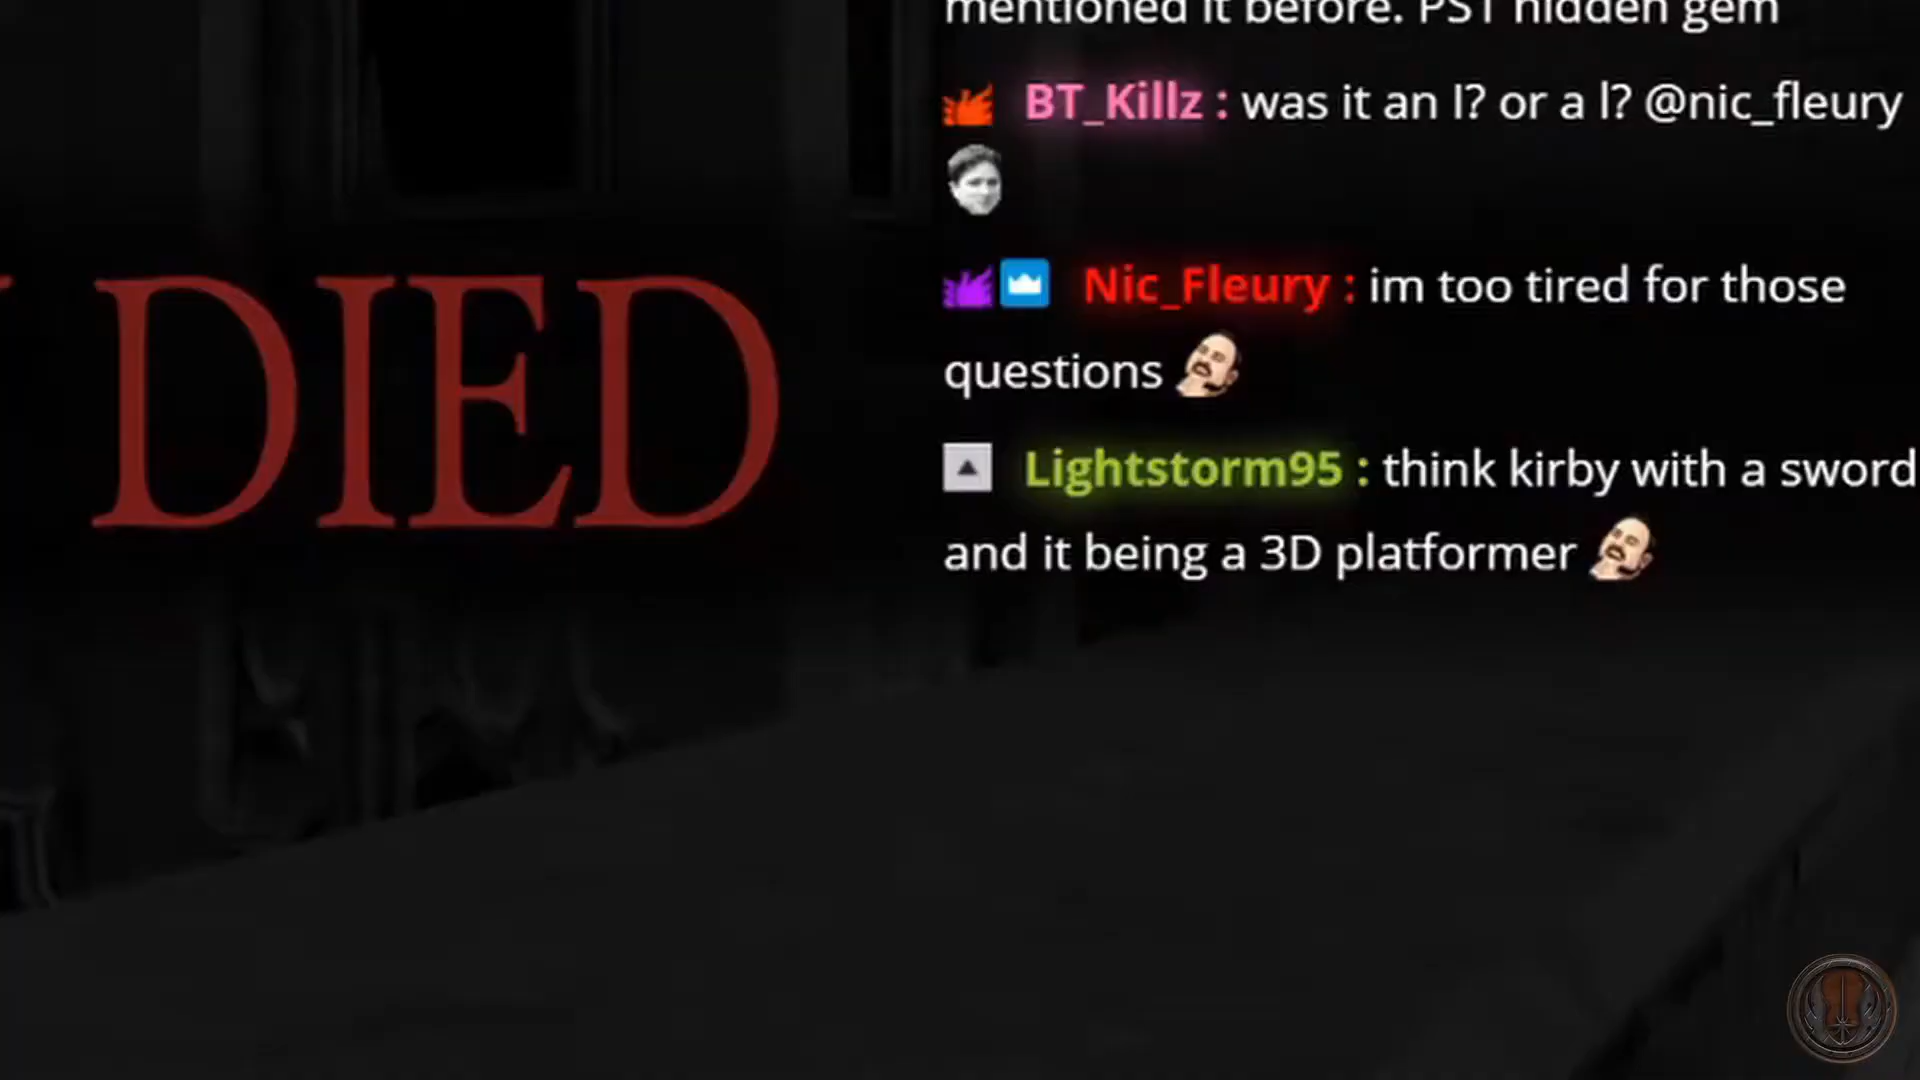 mentioned it before. PS1 hidden gem
BT_Killz : was it an I? or a l? @nic_fleury
DIED
Nic_Fleury : im too tired for those
questions
Lightstorm95 : think kirby with a sword
and it being a 3D platformer